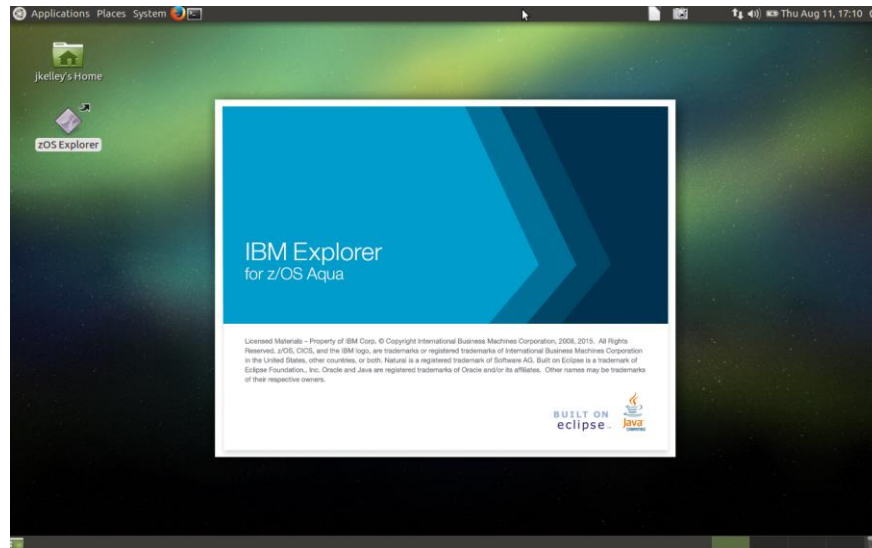 Applications Places System
Thu Aug 11, 17:10
jkelley's Home
zOS Explorer
IBM Explorer
for z/OS Aqua
Licensed Materials – Property of IBM Corp. © Copyright International Business Machines Corporation, 2008, 2015. All Rights
Reserved. z/OS, CICS, and the IBM logo, are trademarks or registered trademarks of International Business Machines Corporation
in the United States, other countries, or both. Natural is a registered trademark of Software AG. Built on Eclipse is a trademark of
Eclipse Foundation., Inc. Oracle and Java are registered trademarks of Oracle and/or its affiliates. Other names may be trademarks
of their respective owners.
BUILT ON
eclipse
Java